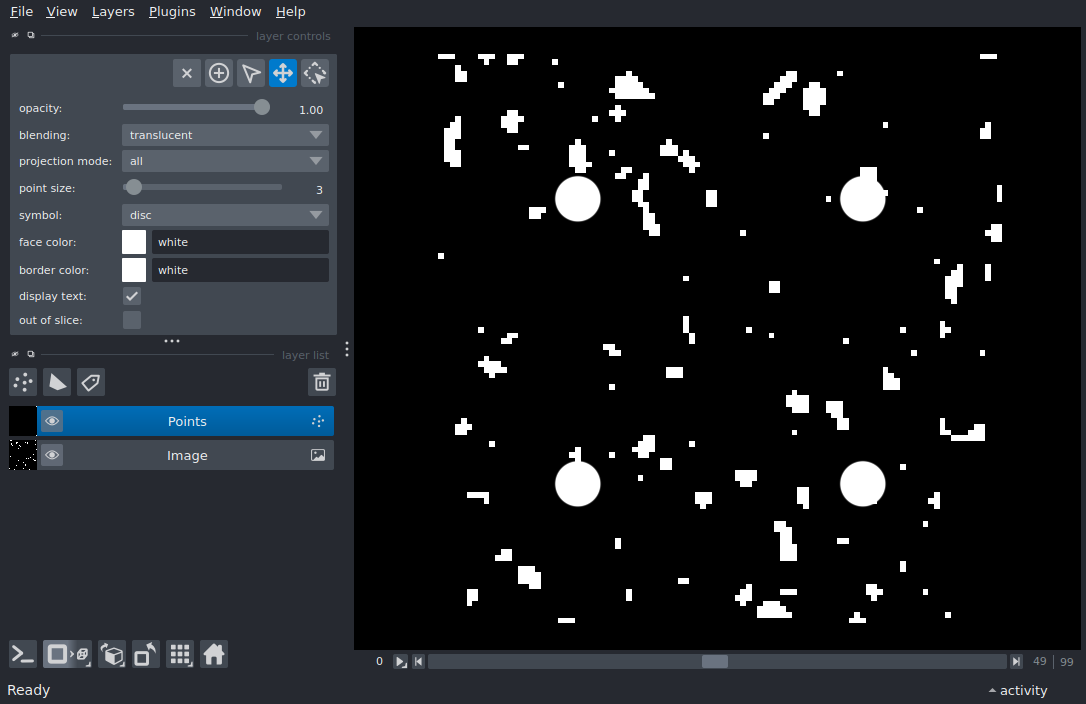 File View Layers Plugins Window Help
layer controls
opacity: 1.00
blending: translucent
projection mode: all
point size: 3
symbol: disc
face color: white
border color: white
display text:
out of slice:
layer list
Points
Image
0 49 99
Ready activity